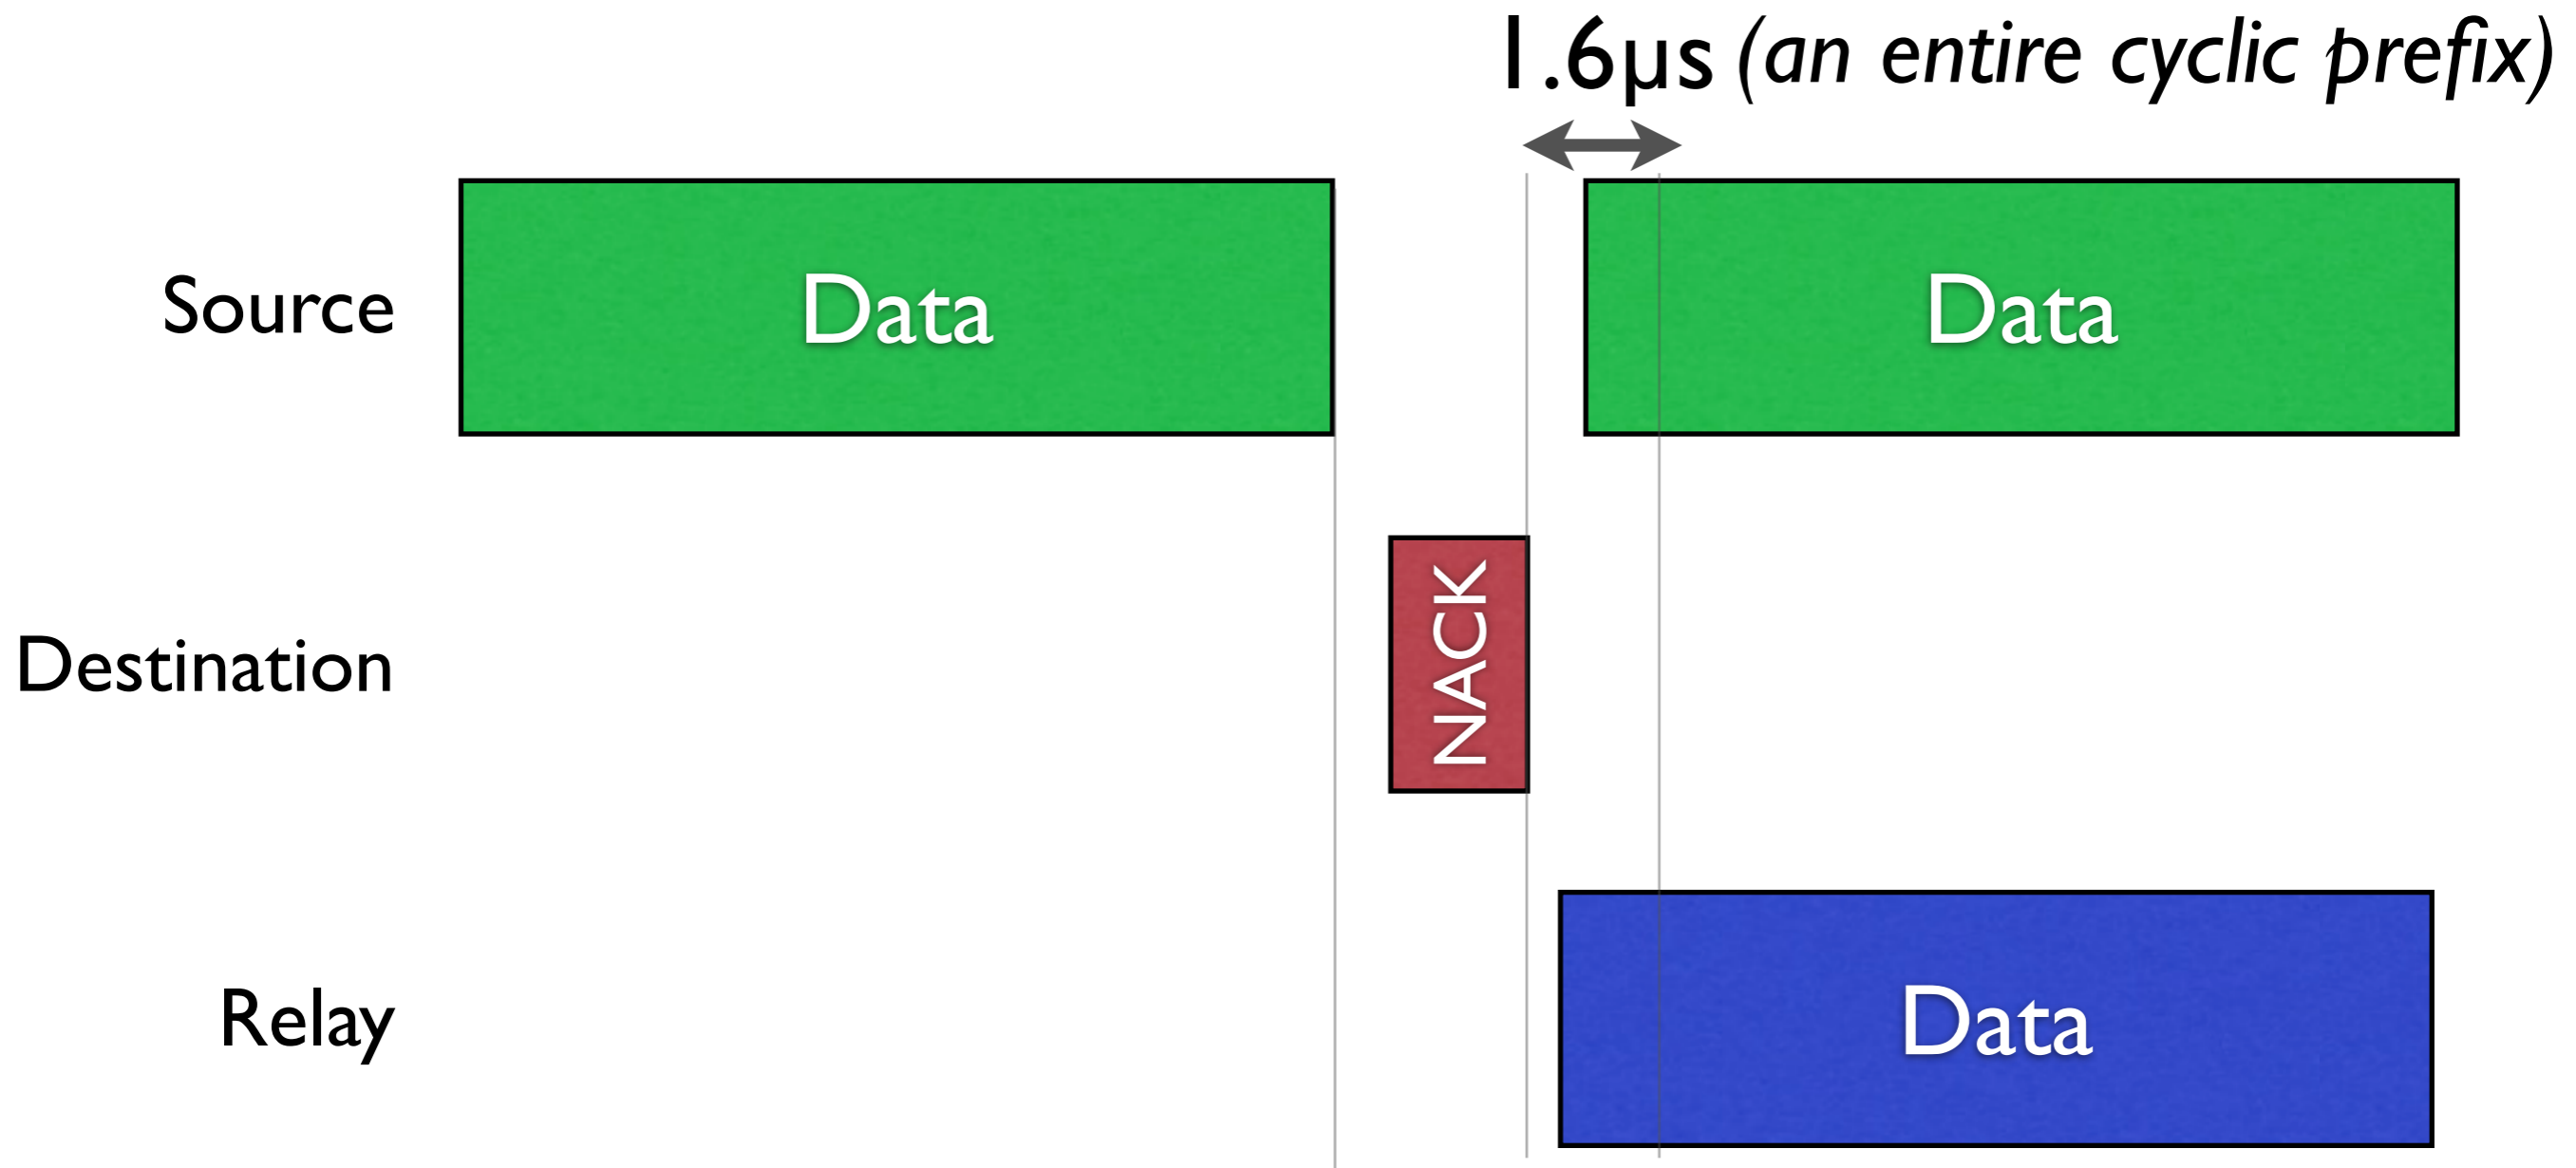 1.6µs (an entire cyclic prefix)
Source
Data
Data
Destination
NACK
Relay
Data